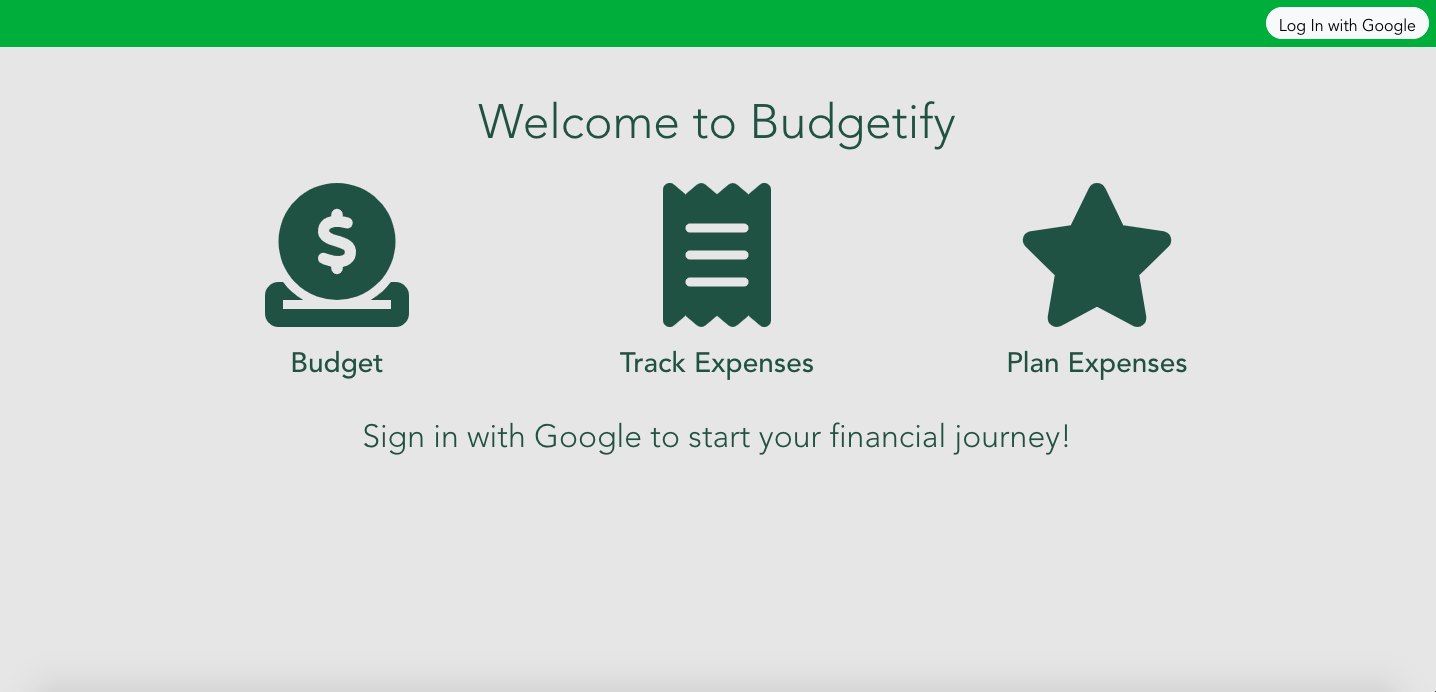 Log In with Google
Welcome to Budgetify
$
Budget
Track Expenses
Plan Expenses
Sign in with Google to start your financial journey!